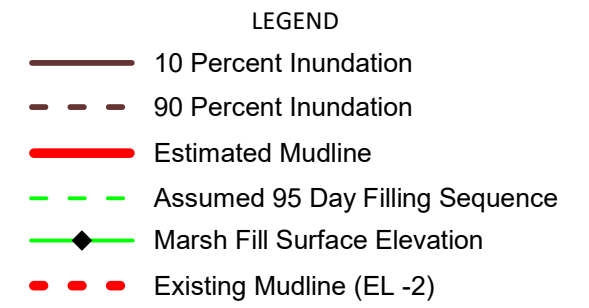 LEGEND
10 Percent Inundation
90 Percent Inundation
Estimated Mudline
Assumed 95 Day Filling Sequence
Marsh Fill Surface Elevation
Existing Mudline (EL -2)